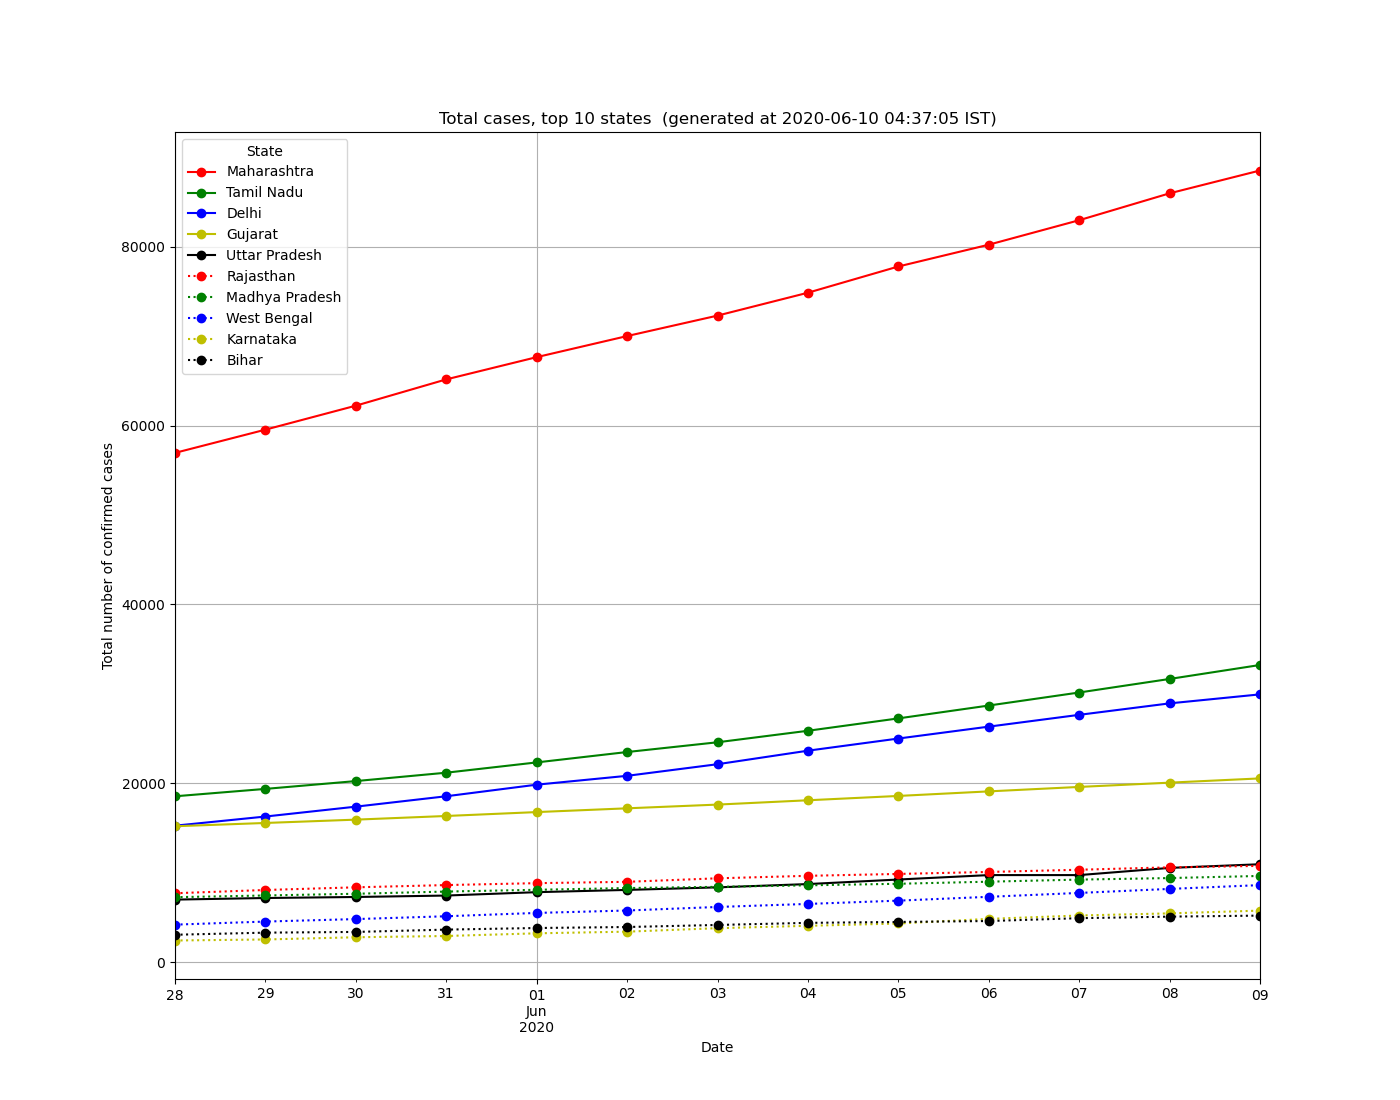 Total cases, top 10 states  (generated at 2020-06-10 04:37:05 IST)
State
Maharashtra
Tamil Nadu
Delhi
Gujarat
Uttar Pradesh
Rajasthan
Madhya Pradesh
West Bengal
Karnataka
Bihar
Total number of confirmed cases
80000
60000
40000
20000
0
28 29 30 31 01 02 03 04 05 06 07 08 09
Jun
2020
Date